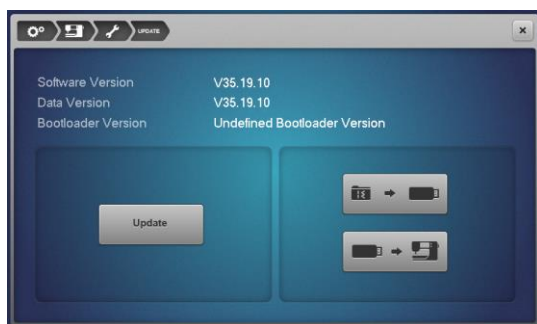 UPDATE
Software Version V35.19.10
Data Version V35.19.10
Bootloader Version Undefined Bootloader Version
Update